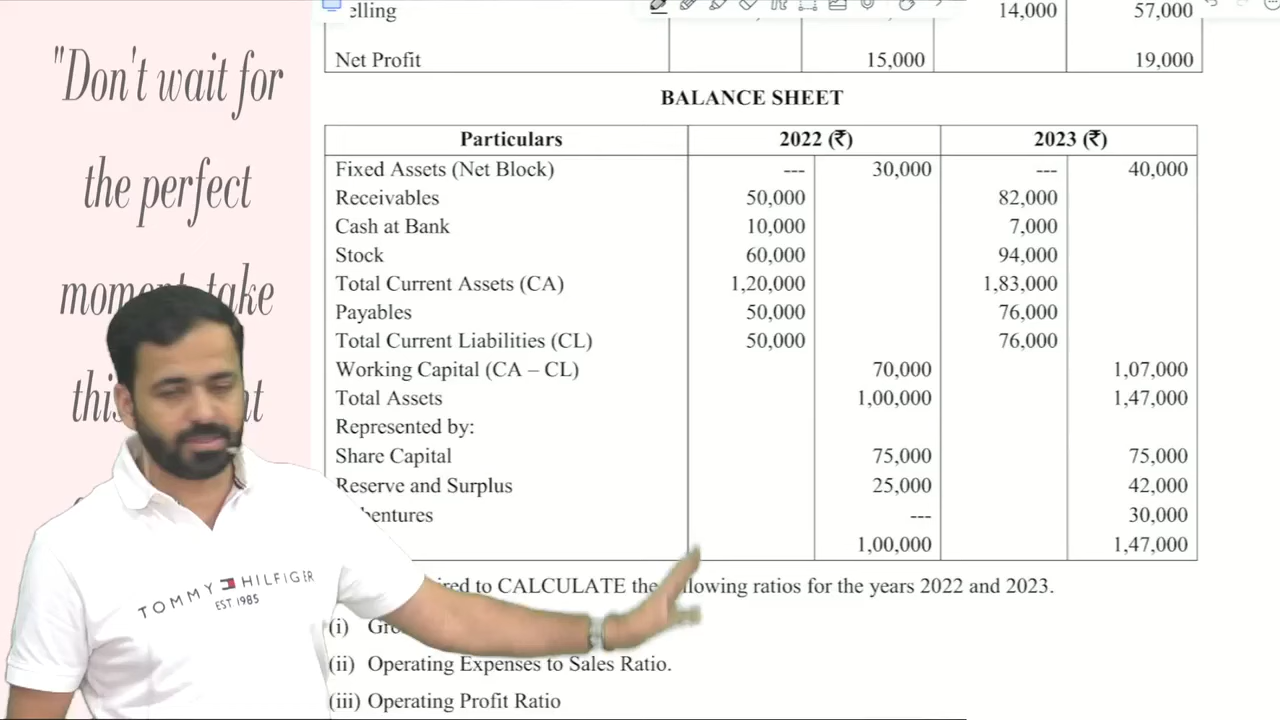 "Don't wait for
the perfect
moment, take
this
elling 14,000 57,000
Net Profit 15,000 19,000
BALANCE SHEET
Particulars 2022 (₹) 2023 (₹)
Fixed Assets (Net Block) --- 30,000 --- 40,000
Receivables 50,000 82,000
Cash at Bank 10,000 7,000
Stock 60,000 94,000
Total Current Assets (CA) 1,20,000 1,83,000
Payables 50,000 76,000
Total Current Liabilities (CL) 50,000 76,000
Working Capital (CA – CL) 70,000 1,07,000
Total Assets 1,00,000 1,47,000
Represented by:
Share Capital 75,000 75,000
Reserve and Surplus 25,000 42,000
bentures --- 30,000
1,00,000 1,47,000
ired to CALCULATE the following ratios for the years 2022 and 2023.
(i) Gro
(ii) Operating Expenses to Sales Ratio.
(iii) Operating Profit Ratio
TOMMY HILFIGER
EST. 1985